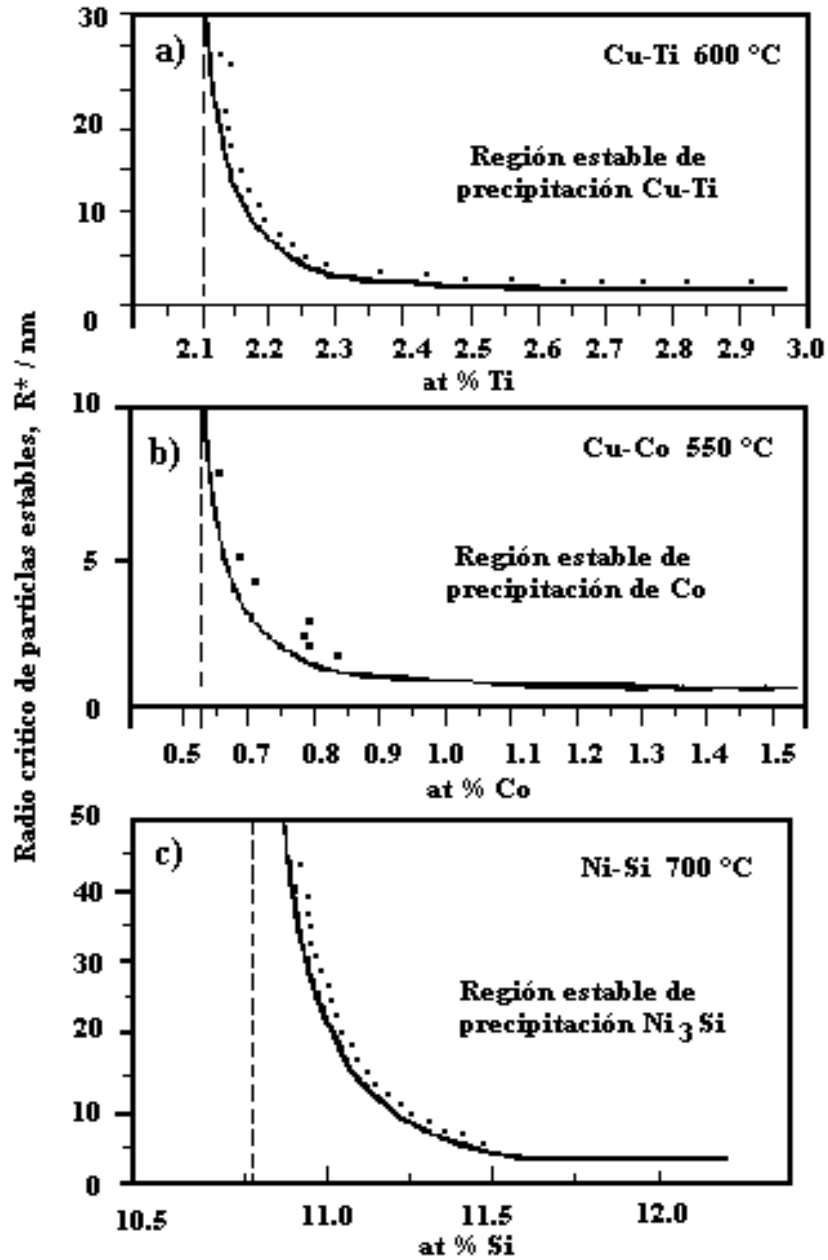 Radio critico de particlas estables, R* / nm
30
20
10
0
a)
Cu-Ti 600 °C
Región estable de
precipitación Cu-Ti
2.1 2.2 2.3 2.4 2.5 2.6 2.7 2.8 2.9 3.0
at % Ti
10
5
0
b)
Cu-Co 550 °C
Región estable de
precipitación de Co
0.5 0.7 0.8 0.9 1.0 1.1 1.2 1.3 1.4 1.5
at % Co
50
40
30
20
10
0
c)
Ni-Si 700 °C
Región estable de
precipitación Ni3Si
10.5 11.0 11.5 12.0
at % Si